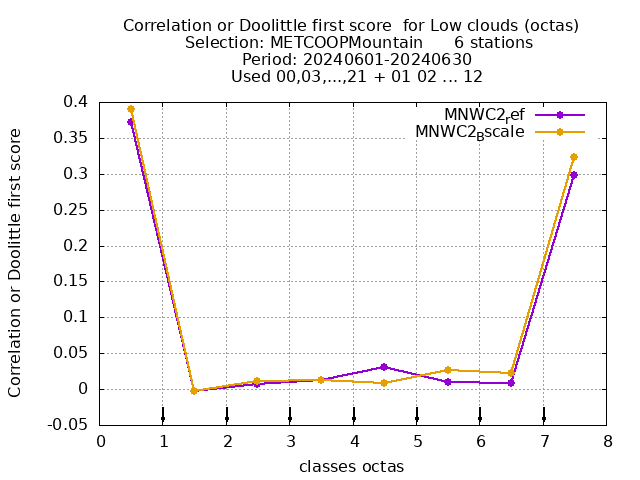 Correlation or Doolittle first score  for Low clouds (octas)
Selection: METCOOPMountain      6 stations
Period: 20240601-20240630
Used 00,03,...,21 + 01 02 ... 12
MNWC2ref
MNWC2Bscale
Correlation or Doolittle first score
0.4
0.35
0.3
0.25
0.2
0.15
0.1
0.05
0
-0.05
0 1 2 3 4 5 6 7 8
classes octas